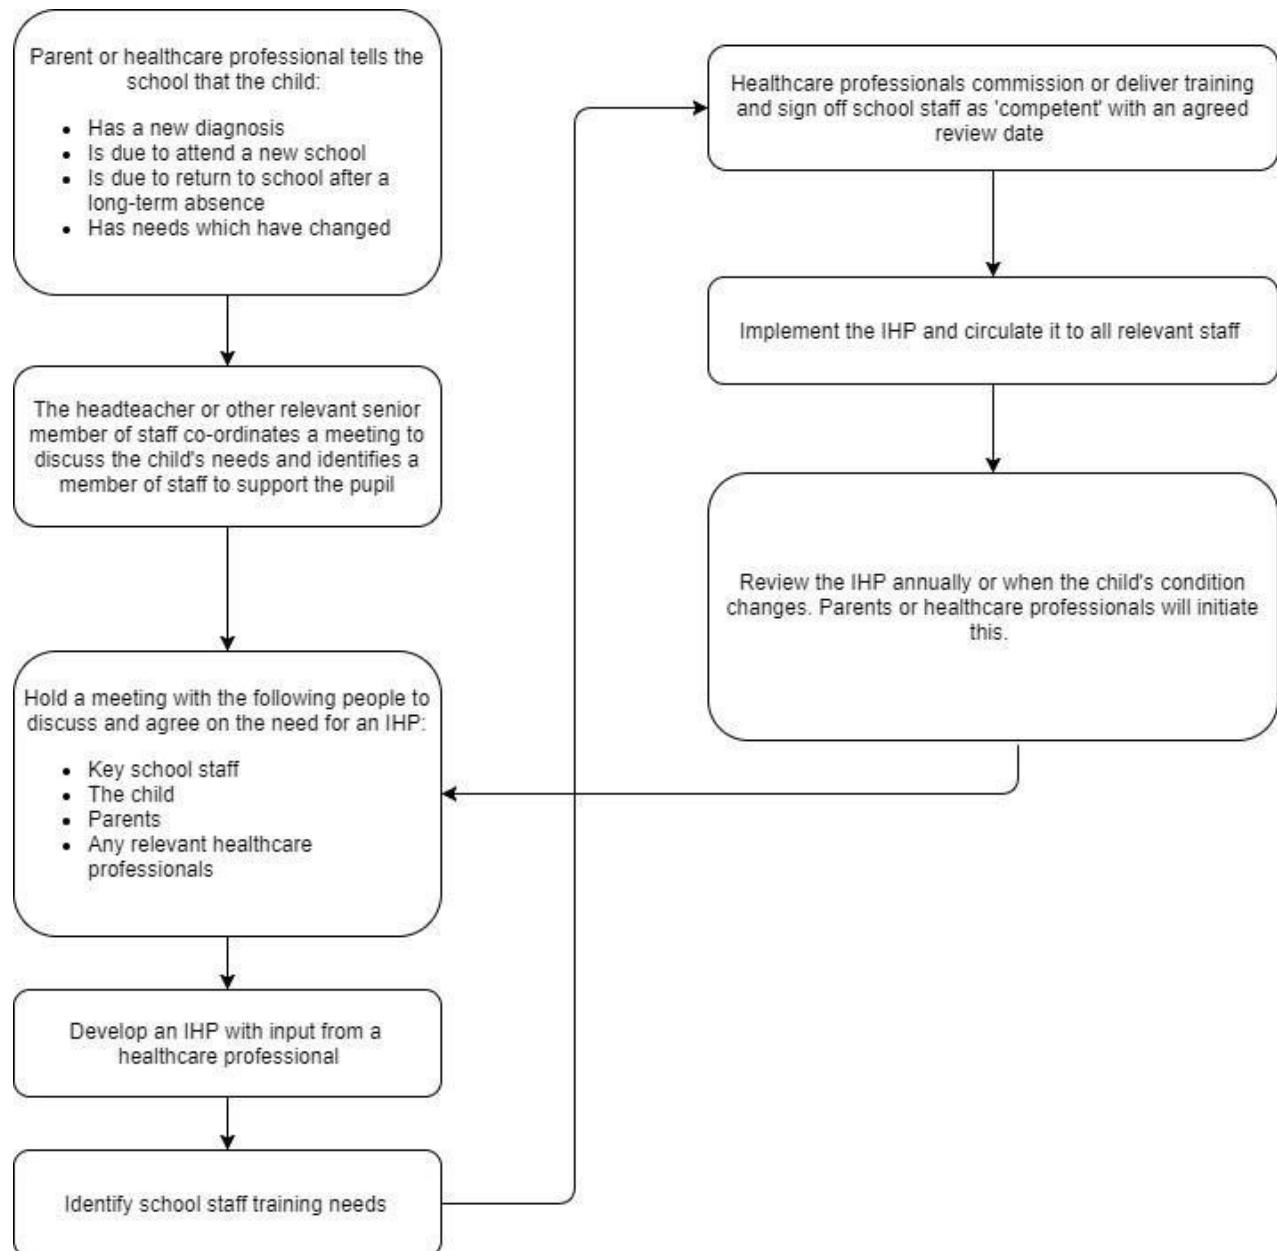 Parent or healthcare professional tells the
school that the child:
• Has a new diagnosis
• Is due to attend a new school
• Is due to return to school after a
long-term absence
• Has needs which have changed
The headteacher or other relevant senior
member of staff co-ordinates a meeting to
discuss the child's needs and identifies a
member of staff to support the pupil
Hold a meeting with the following people to
discuss and agree on the need for an IHP:
• Key school staff
• The child
• Parents
• Any relevant healthcare
professionals
Develop an IHP with input from a
healthcare professional
Identify school staff training needs
Healthcare professionals commission or deliver training
and sign off school staff as 'competent' with an agreed
review date
Implement the IHP and circulate it to all relevant staff
Review the IHP annually or when the child's condition
changes. Parents or healthcare professionals will initiate
this.